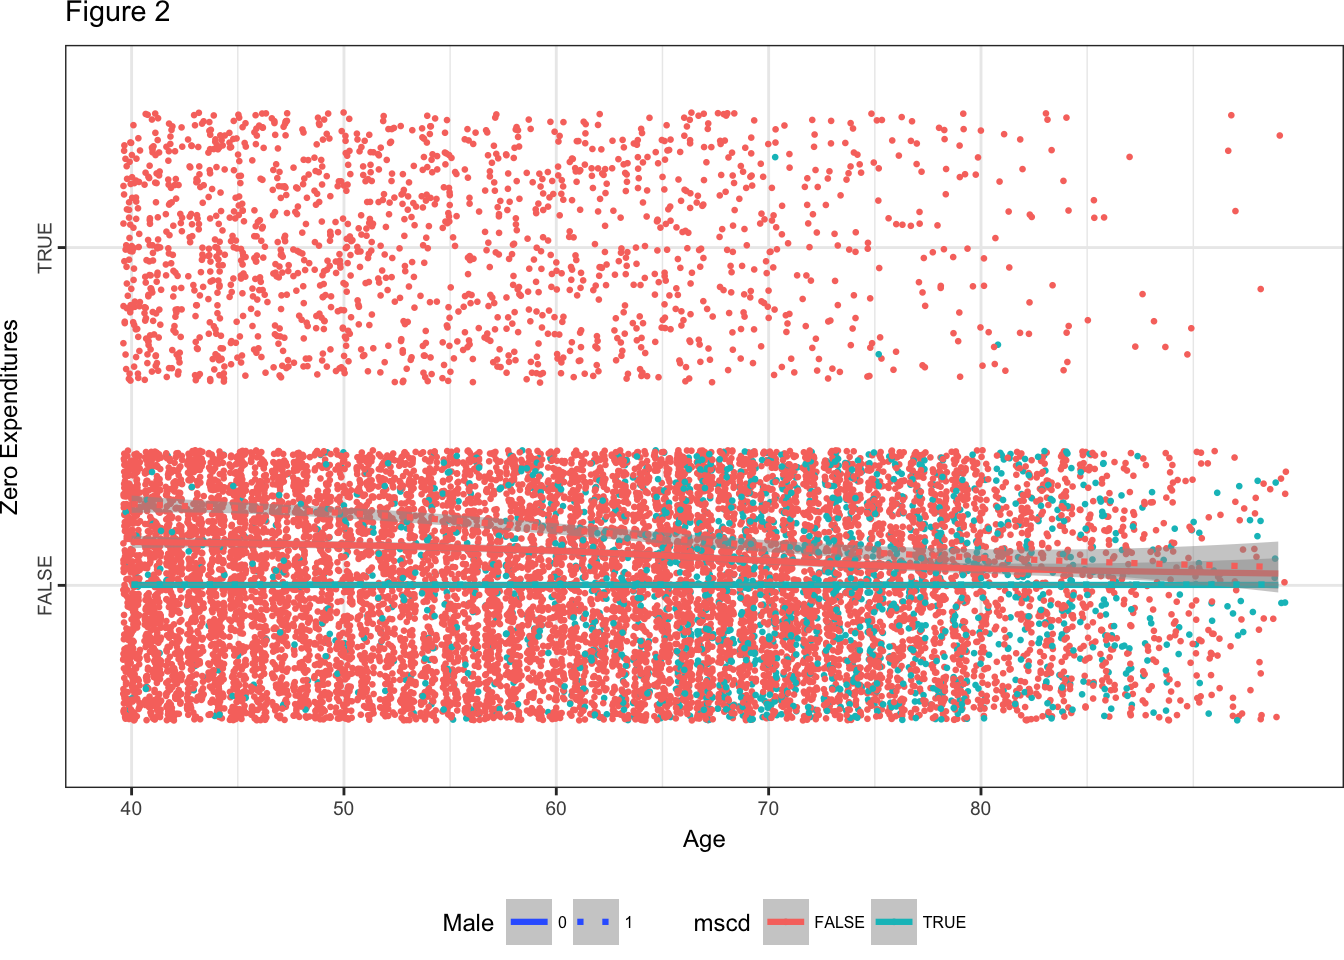 Figure 2
Zero Expenditures
TRUE
FALSE
40 50 60 70 80
Age
Male 0 1 mscd FALSE TRUE